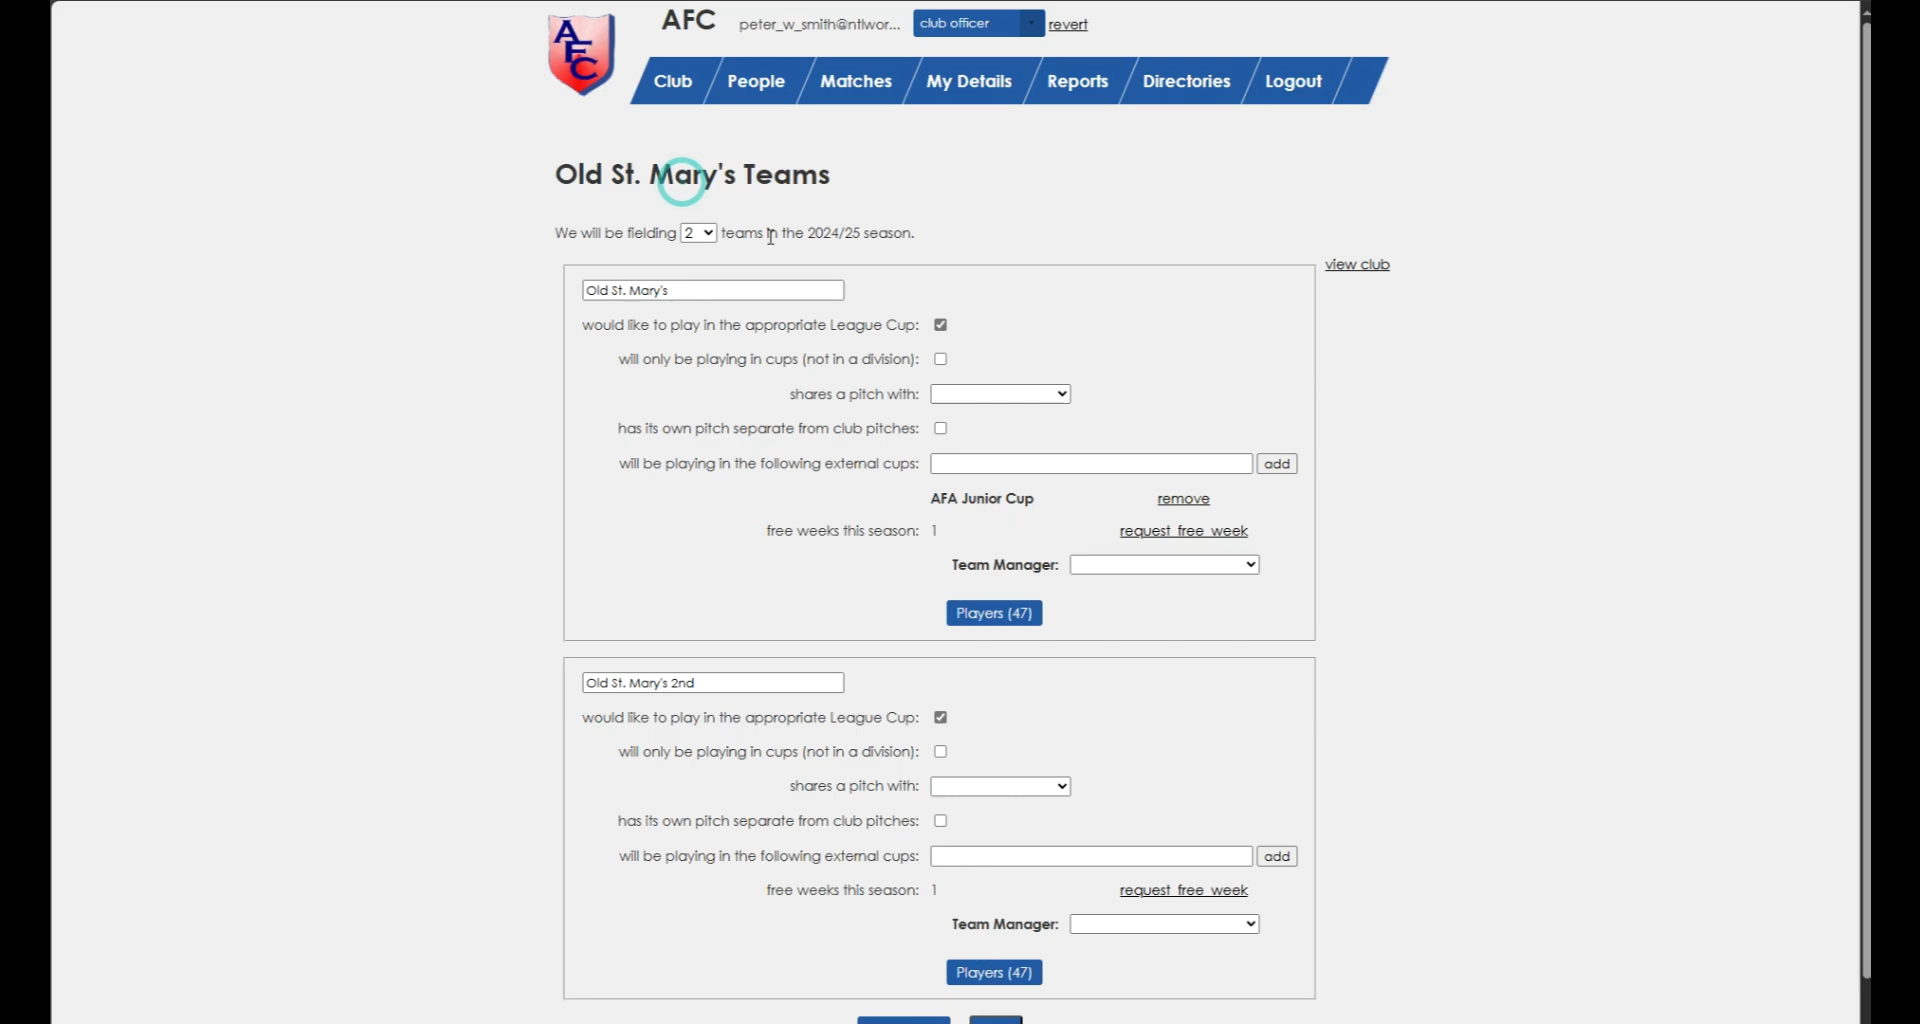 AFC
AFC peter_w_smith@ntlwor... club officer revert
Club People Matches My Details Reports Directories Logout
Old St. Mary's Teams
We will be fielding 2 teams in the 2024/25 season.
view club
Old St. Mary's
would like to play in the appropriate League Cup:
will only be playing in cups (not in a division):
shares a pitch with:
has its own pitch separate from club pitches:
will be playing in the following external cups: add
AFA Junior Cup remove
free weeks this season: 1 request free week
Team Manager:
Players (47)
Old St. Mary's 2nd
would like to play in the appropriate League Cup:
will only be playing in cups (not in a division):
shares a pitch with:
has its own pitch separate from club pitches:
will be playing in the following external cups: add
free weeks this season: 1 request free week
Team Manager:
Players (47)